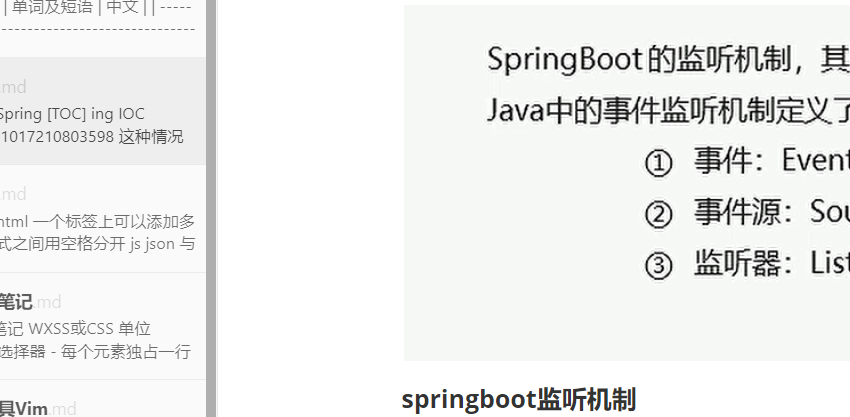 | 单词及短语 | 中文 | | -----
-----------------------------
.md
Spring [TOC] ing IOC
1017210803598 这种情况
.md
html 一个标签上可以添加多
式之间用空格分开 js json 与
笔记.md
笔记 WXSS或CSS 单位
选择器 - 每个元素独占一行
具Vim.md
SpringBoot的监听机制，其
Java中的事件监听机制定义了
① 事件：Event
② 事件源：Sou
③ 监听器：List
springboot监听机制